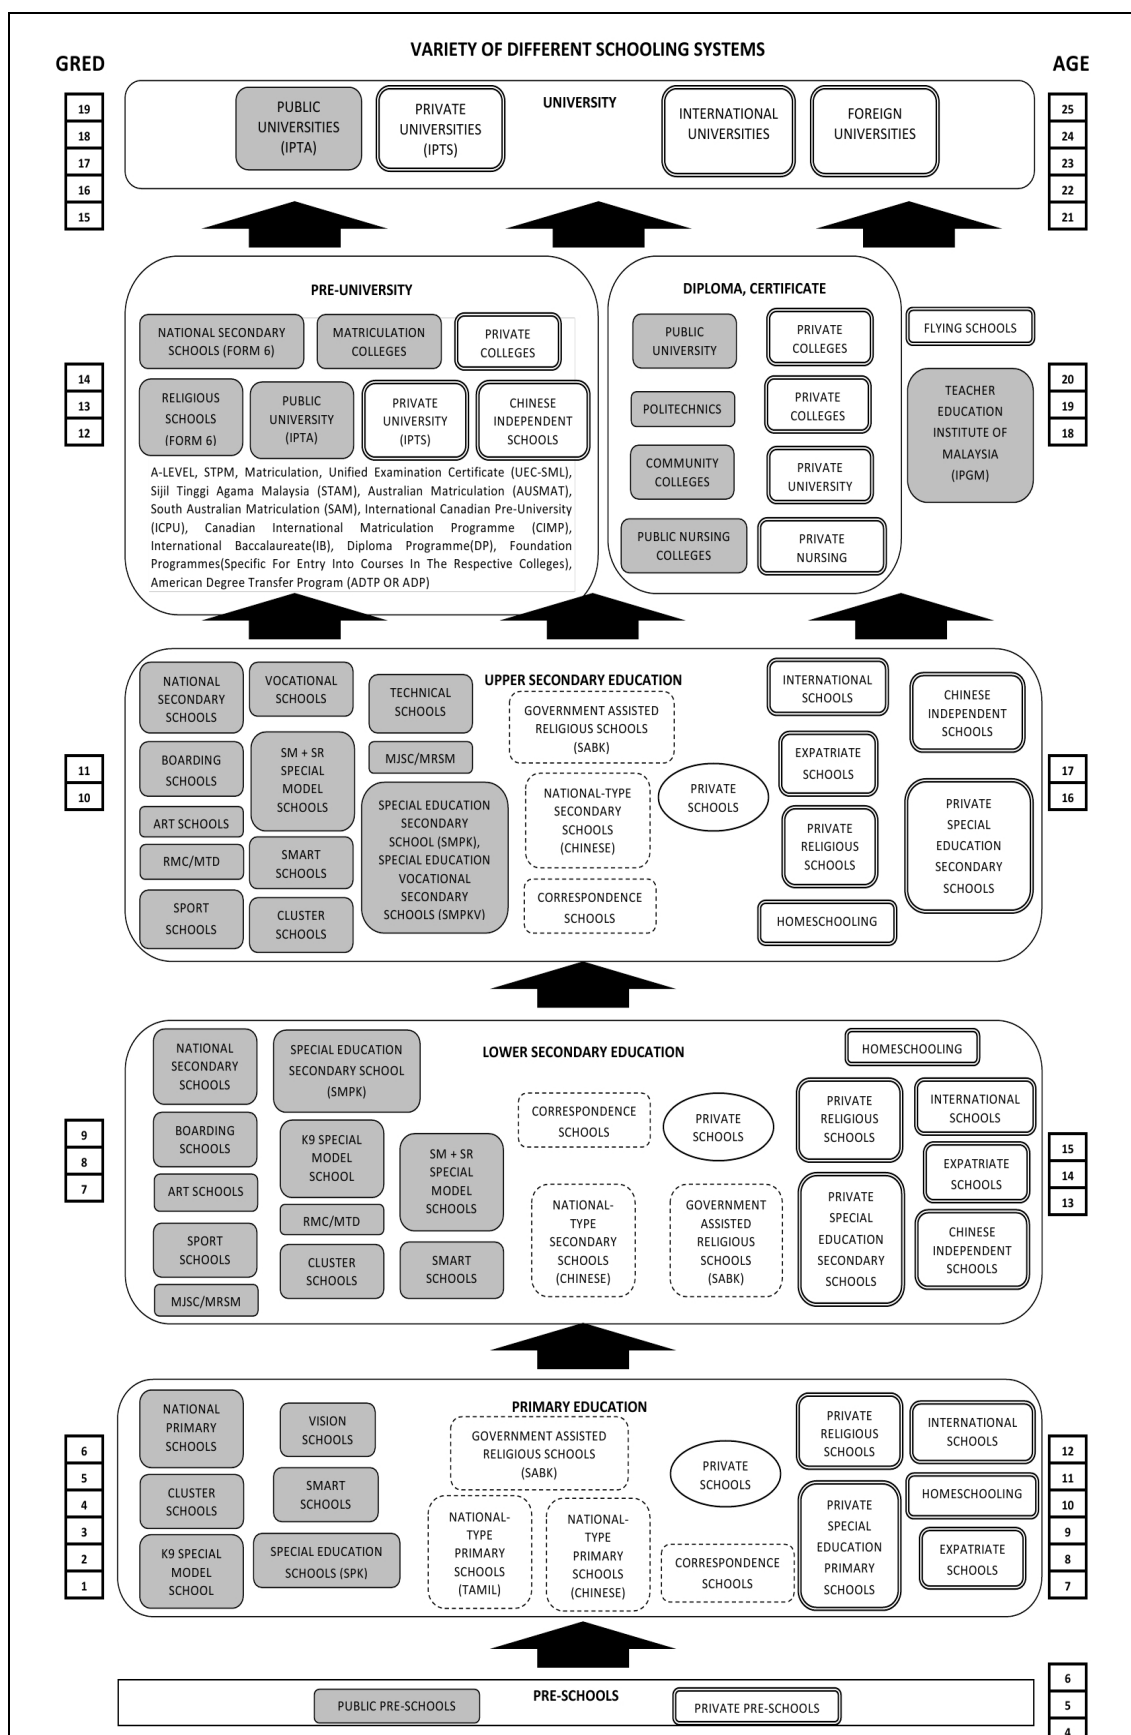 VARIETY OF DIFFERENT SCHOOLING SYSTEMS
GRED
AGE
UNIVERSITY
PUBLIC
UNIVERSITIES
(IPTA)
PRIVATE
UNIVERSITIES
(IPTS)
INTERNATIONAL
UNIVERSITIES
FOREIGN
UNIVERSITIES
19
18
17
16
15
25
24
23
22
21
PRE-UNIVERSITY
NATIONAL SECONDARY
SCHOOLS (FORM 6)
MATRICULATION
COLLEGES
PRIVATE
COLLEGES
RELIGIOUS
SCHOOLS
(FORM 6)
PUBLIC
UNIVERSITY
(IPTA)
PRIVATE
UNIVERSITY
(IPTS)
CHINESE
INDEPENDENT
SCHOOLS
A-LEVEL, STPM, Matriculation, Unified Examination Certificate (UEC-SML),
Sijil Tinggi Agama Malaysia (STAM), Australian Matriculation (AUSMAT),
South Australian Matriculation (SAM), International Canadian Pre-University
(ICPU), Canadian International Matriculation Programme (CIMP),
International Baccalaureate(IB), Diploma Programme(DP), Foundation
Programmes(Specific For Entry Into Courses In The Respective Colleges),
American Degree Transfer Program (ADTP OR ADP)
DIPLOMA, CERTIFICATE
PUBLIC
UNIVERSITY
PRIVATE
COLLEGES
POLITECHNICS
PRIVATE
COLLEGES
COMMUNITY
COLLEGES
PRIVATE
UNIVERSITY
PUBLIC NURSING
COLLEGES
PRIVATE
NURSING
FLYING SCHOOLS
TEACHER
EDUCATION
INSTITUTE OF
MALAYSIA
(IPGM)
14
13
12
20
19
18
UPPER SECONDARY EDUCATION
NATIONAL
SECONDARY
SCHOOLS
VOCATIONAL
SCHOOLS
TECHNICAL
SCHOOLS
BOARDING
SCHOOLS
SM + SR
SPECIAL
MODEL
SCHOOLS
MJSC/MRSM
ART SCHOOLS
RMC/MTD
SMART
SCHOOLS
SPECIAL EDUCATION
SECONDARY
SCHOOL (SMPK),
SPECIAL EDUCATION
VOCATIONAL
SECONDARY
SCHOOLS (SMPKV)
SPORT
SCHOOLS
CLUSTER
SCHOOLS
GOVERNMENT ASSISTED
RELIGIOUS SCHOOLS
(SABK)
NATIONAL-TYPE
SECONDARY
SCHOOLS
(CHINESE)
CORRESPONDENCE
SCHOOLS
PRIVATE
SCHOOLS
INTERNATIONAL
SCHOOLS
EXPATRIATE
SCHOOLS
PRIVATE
RELIGIOUS
SCHOOLS
HOMESCHOOLING
CHINESE
INDEPENDENT
SCHOOLS
PRIVATE
SPECIAL
EDUCATION
SECONDARY
SCHOOLS
11
10
17
16
LOWER SECONDARY EDUCATION
NATIONAL
SECONDARY
SCHOOLS
SPECIAL EDUCATION
SECONDARY SCHOOL
(SMPK)
BOARDING
SCHOOLS
K9 SPECIAL
MODEL
SCHOOL
SM + SR
SPECIAL
MODEL
SCHOOLS
ART SCHOOLS
RMC/MTD
SPORT
SCHOOLS
CLUSTER
SCHOOLS
SMART
SCHOOLS
MJSC/MRSM
CORRESPONDENCE
SCHOOLS
PRIVATE
SCHOOLS
NATIONAL-
TYPE
SECONDARY
SCHOOLS
(CHINESE)
GOVERNMENT
ASSISTED
RELIGIOUS
SCHOOLS
(SABK)
HOMESCHOOLING
PRIVATE
RELIGIOUS
SCHOOLS
INTERNATIONAL
SCHOOLS
EXPATRIATE
SCHOOLS
PRIVATE
SPECIAL
EDUCATION
SECONDARY
SCHOOLS
CHINESE
INDEPENDENT
SCHOOLS
9
8
7
15
14
13
PRIMARY EDUCATION
NATIONAL
PRIMARY
SCHOOLS
VISION
SCHOOLS
CLUSTER
SCHOOLS
SMART
SCHOOLS
K9 SPECIAL
MODEL
SCHOOL
SPECIAL EDUCATION
SCHOOLS (SPK)
GOVERNMENT ASSISTED
RELIGIOUS SCHOOLS
(SABK)
NATIONAL-
TYPE
PRIMARY
SCHOOLS
(TAMIL)
NATIONAL-
TYPE
PRIMARY
SCHOOLS
(CHINESE)
PRIVATE
SCHOOLS
CORRESPONDENCE
SCHOOLS
PRIVATE
RELIGIOUS
SCHOOLS
INTERNATIONAL
SCHOOLS
HOMESCHOOLING
PRIVATE
SPECIAL
EDUCATION
PRIMARY
SCHOOLS
EXPATRIATE
SCHOOLS
6
5
4
3
2
1
12
11
10
9
8
7
PRE-SCHOOLS
PUBLIC PRE-SCHOOLS
PRIVATE PRE-SCHOOLS
6
5
4